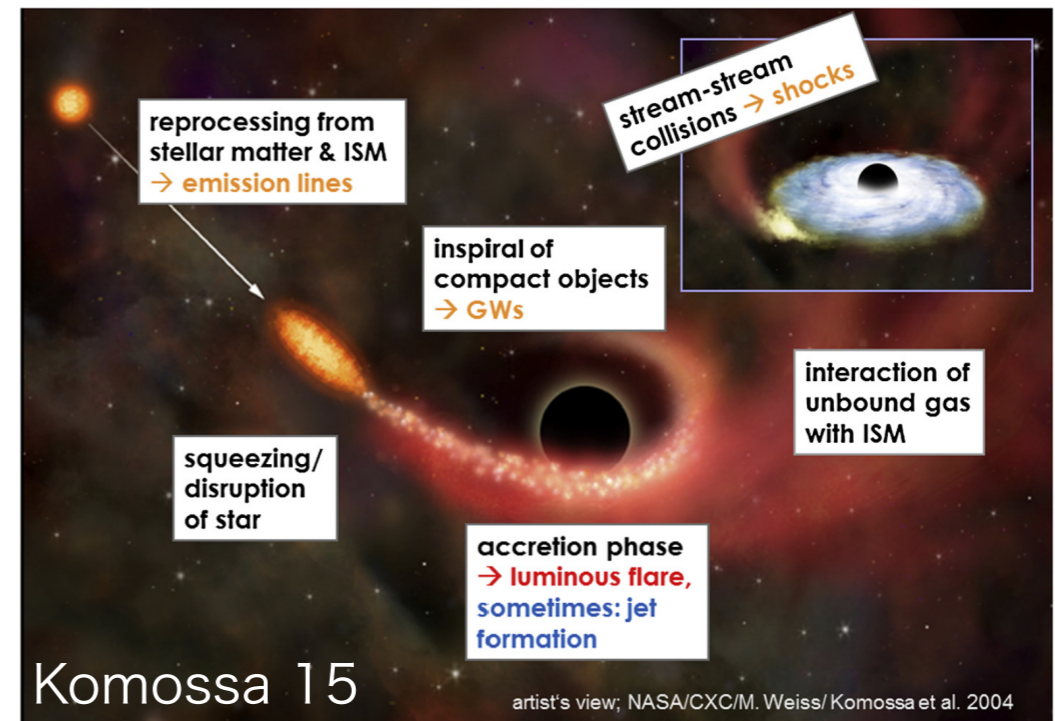 stream-stream
collisions → shocks
reprocessing from
stellar matter & ISM
→ emission lines
inspiral of
compact objects
→ GWs
interaction of
unbound gas
with ISM
squeezing/
disruption
of star
accretion phase
→ luminous flare,
sometimes: jet
formation
Komossa 15
artist's view; NASA/CXC/M. Weiss/ Komossa et al. 2004